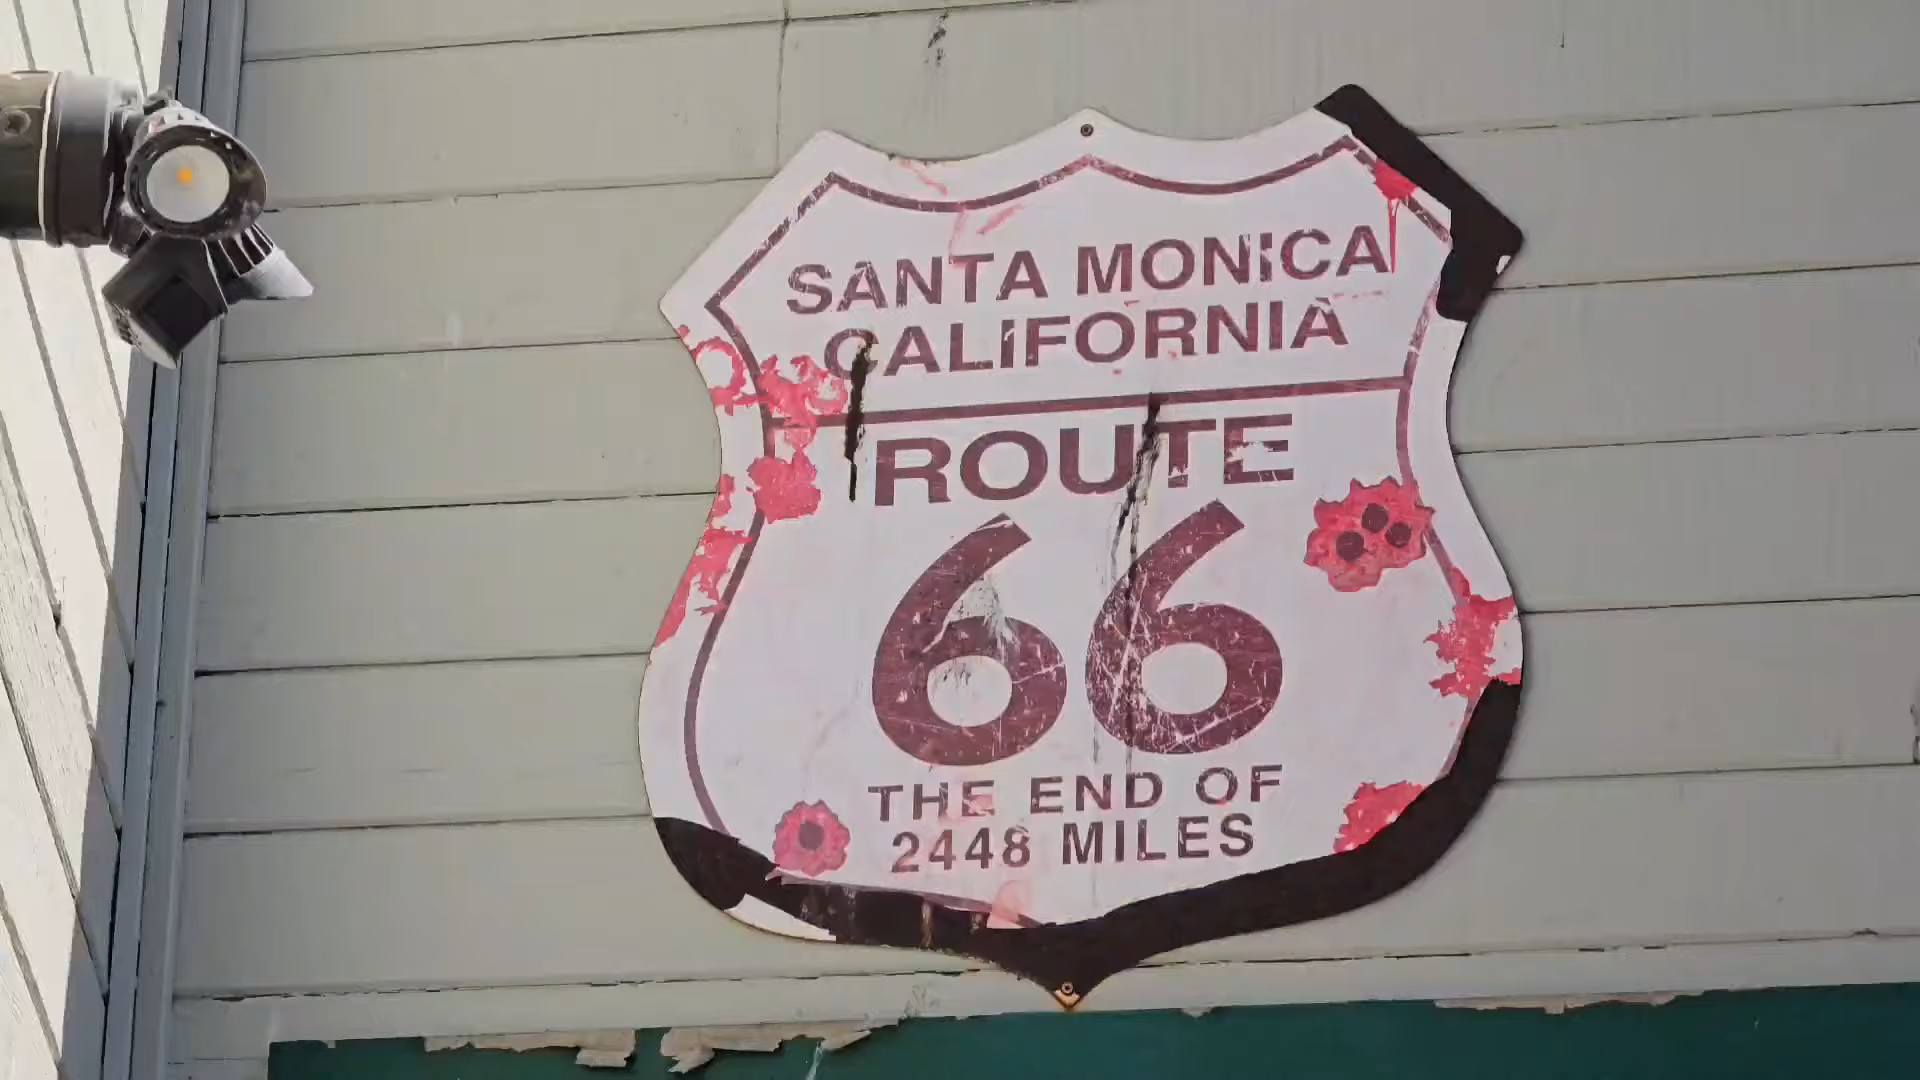 SANTA MONICA
CALIFORNIA
ROUTE
66
THE END OF
2448 MILES